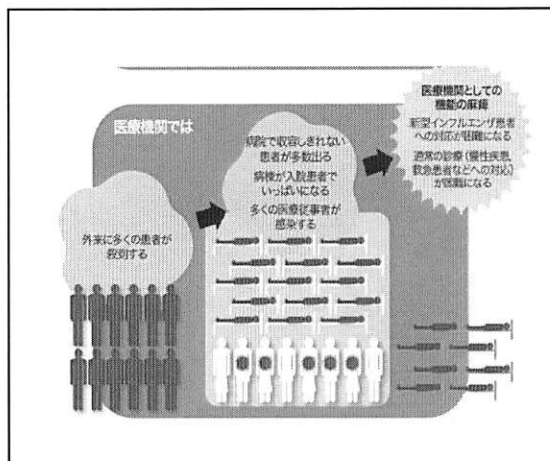 医療機関では
外来に多くの患者が
殺到する
病院で収容しきれない
患者が多数出る
病棟が入院患者で
いっぱいになる
多くの医療従事者が
感染する
医療機関としての
機能の麻痺
新型インフルエンザ患者
への対応が困難になる
通常の診療(慢性疾患、
救急患者などへの対応)
が困難になる